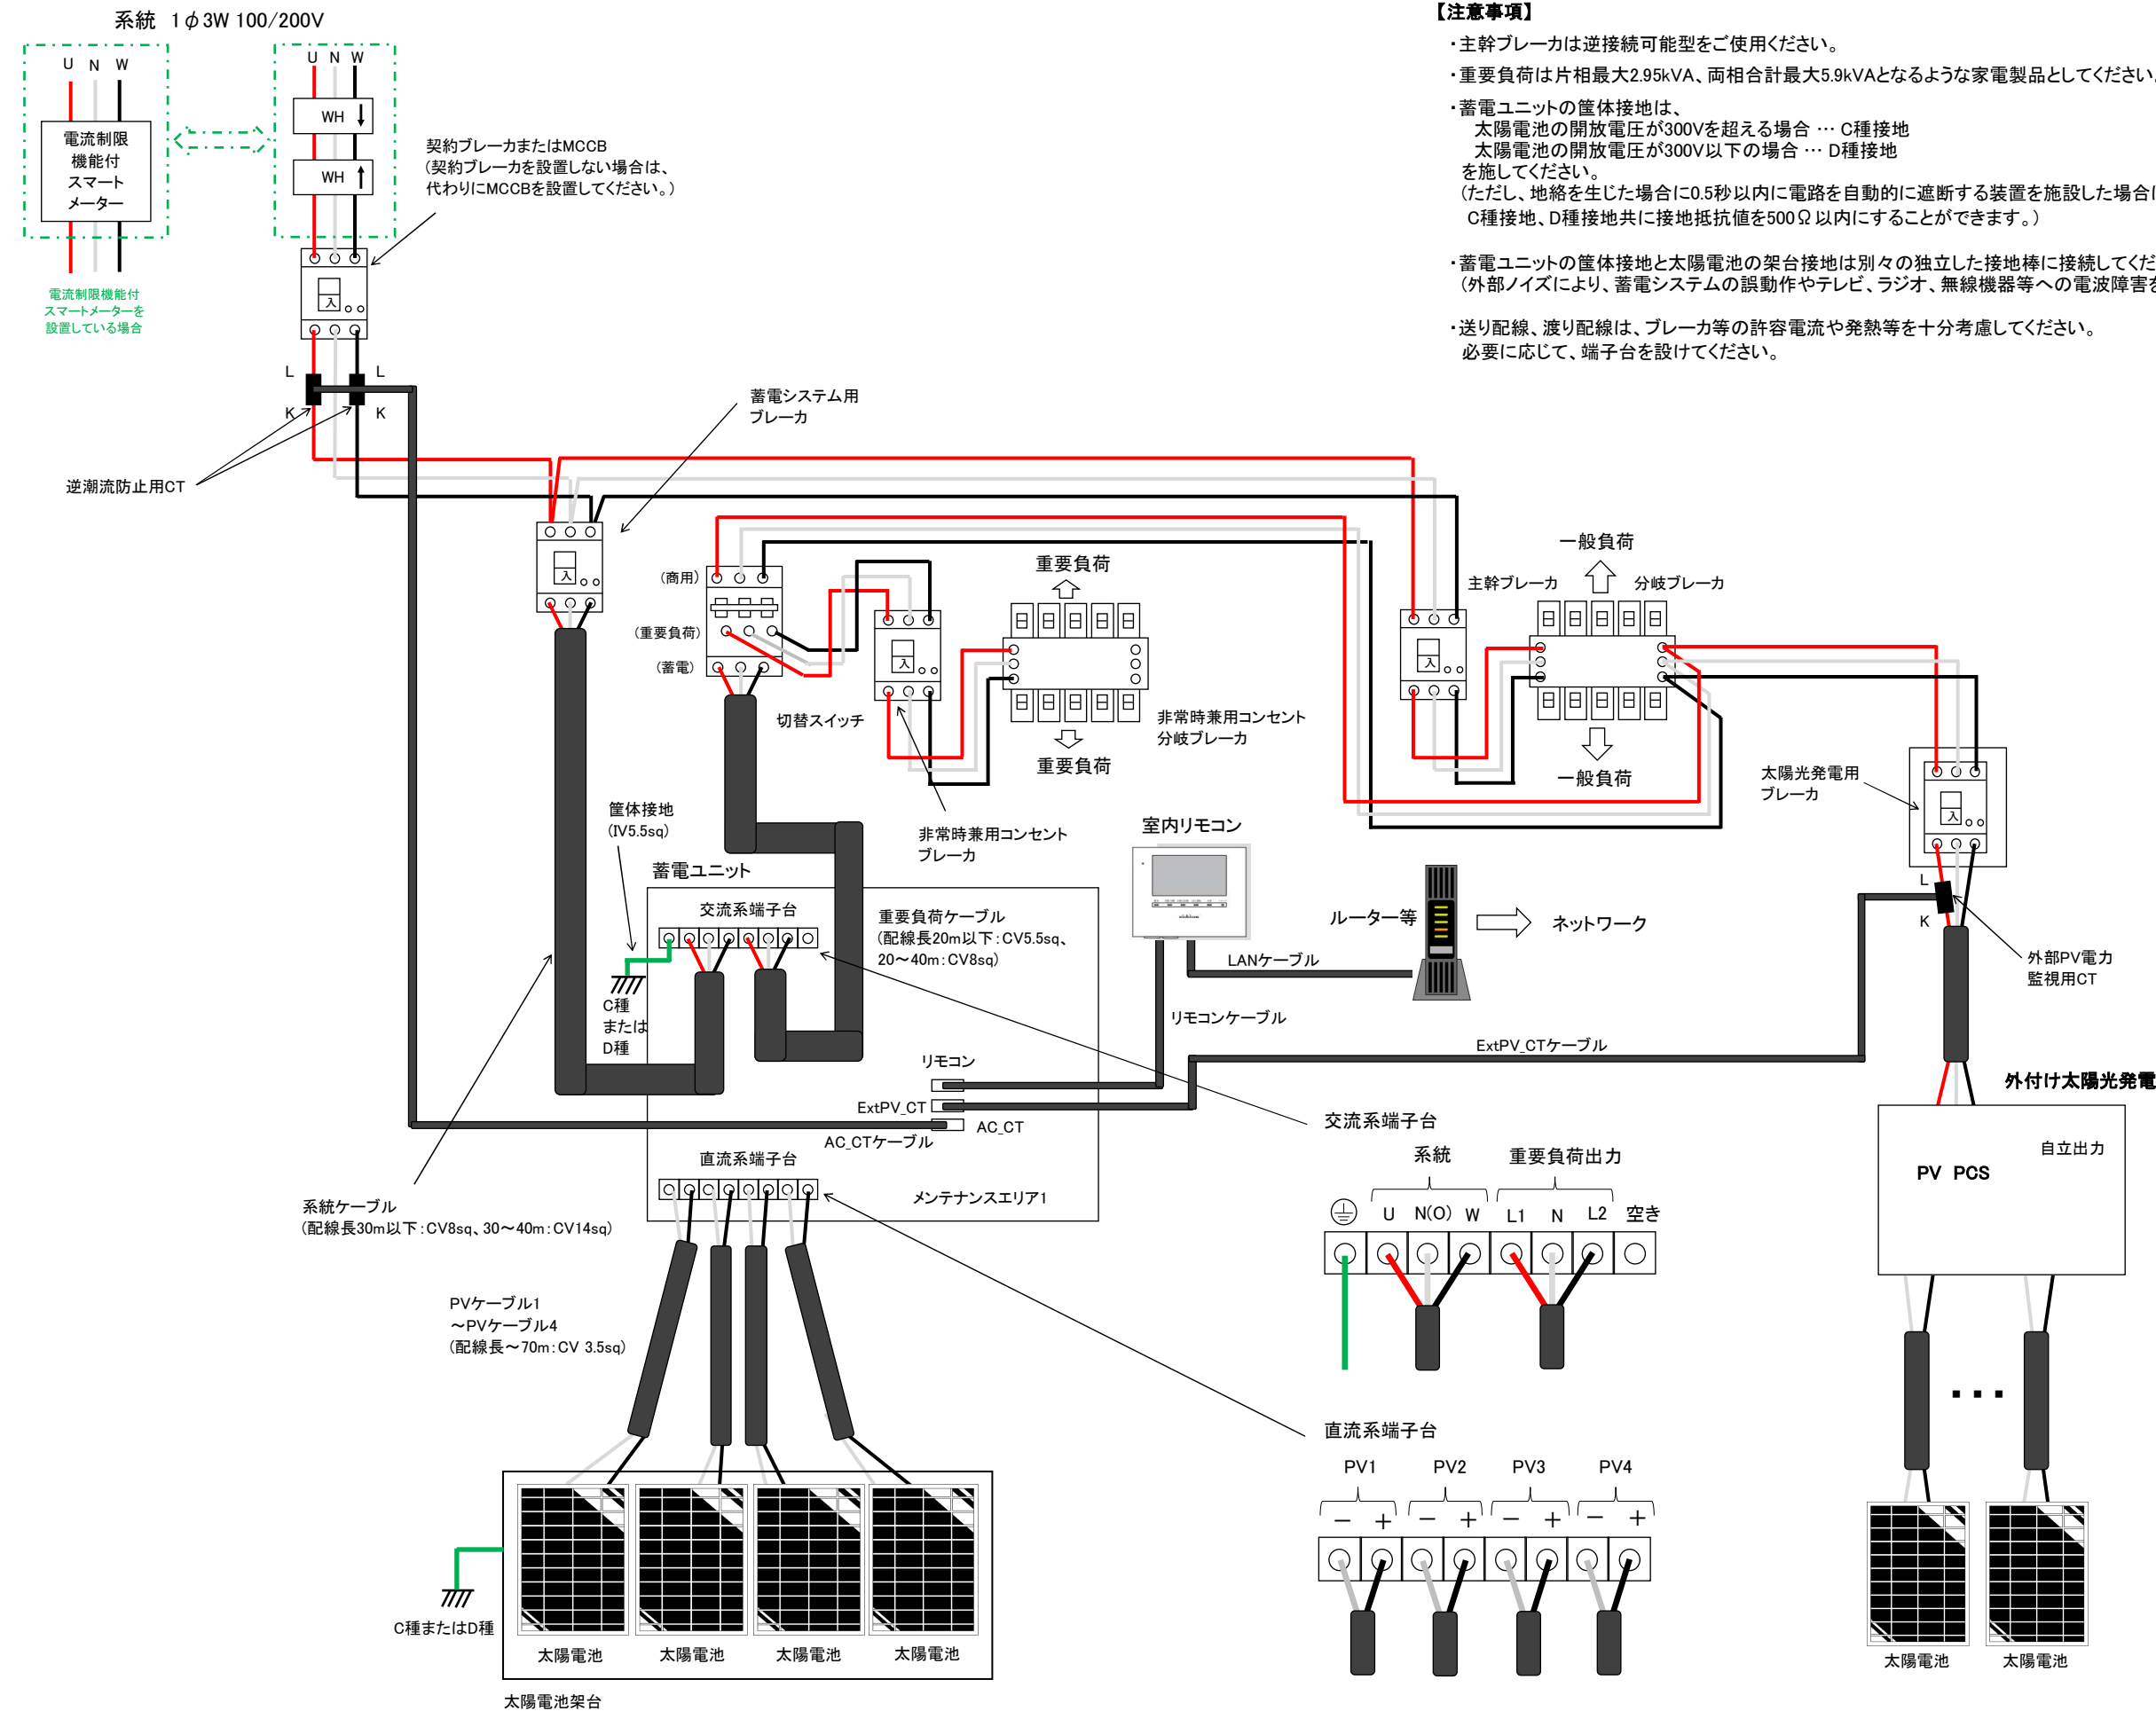 系統 1φ3W 100/200V
U N W
電流制限
機能付
スマート
メーター
電流制限機能付
スマートメーターを
設置している場合
U N W
WH
WH
入
契約ブレーカまたはMCCB
(契約ブレーカを設置しない場合は、
代わりにMCCBを設置してください。)
【注意事項】
・主幹ブレーカは逆接続可能型をご使用ください。
・重要負荷は片相最大2.95kVA、両相合計最大5.9kVAとなるような家電製品としてください。
・蓄電ユニットの筐体接地は、
太陽電池の開放電圧が300Vを超える場合 … C種接地
太陽電池の開放電圧が300V以下の場合 … D種接地
を施してください。
(ただし、地絡を生じた場合に0.5秒以内に電路を自動的に遮断する装置を施設した場合
C種接地、D種接地共に接地抵抗値を500Ω以内にすることができます。)
・蓄電ユニットの筐体接地と太陽電池の架台接地は別々の独立した接地棒に接続してくだ
(外部ノイズにより、蓄電システムの誤動作やテレビ、ラジオ、無線機器等への電波障害を
・送り配線、渡り配線は、ブレーカ等の許容電流や発熱等を十分考慮してください。
必要に応じて、端子台を設けてください。
L L
K K
逆潮流防止用CT
蓄電システム用
ブレーカ
入
(商用)
(重要負荷)
(蓄電)
切替スイッチ
入
重要負荷
重要負荷
非常時兼用コンセント
分岐ブレーカ
非常時兼用コンセント
ブレーカ
一般負荷
主幹ブレーカ
分岐ブレーカ
入
一般負荷
太陽光発電用
ブレーカ
入
L
K
外部PV電力
監視用CT
筐体接地
(IV5.5sq)
蓄電ユニット
交流系端子台
C種
または
D種
重要負荷ケーブル
(配線長20m以下:CV5.5sq、
20～40m:CV8sq)
室内リモコン
ルーター等
ネットワーク
LANケーブル
リモコンケーブル
ExtPV_CTケーブル
リモコン
ExtPV_CT
AC_CT
AC_CTケーブル
直流系端子台
メンテナンスエリア1
系統ケーブル
(配線長30m以下:CV8sq、30～40m:CV14sq)
PVケーブル1
～PVケーブル4
(配線長～70m:CV 3.5sq)
交流系端子台
系統 重要負荷出力
U N(O) W L1 N L2 空き
直流系端子台
PV1 PV2 PV3 PV4
－ ＋ － ＋ － ＋ － ＋
外付け太陽光発電
自立出力
PV PCS
▪ ▪ ▪
太陽電池 太陽電池
C種またはD種
太陽電池 太陽電池 太陽電池 太陽電池
太陽電池架台